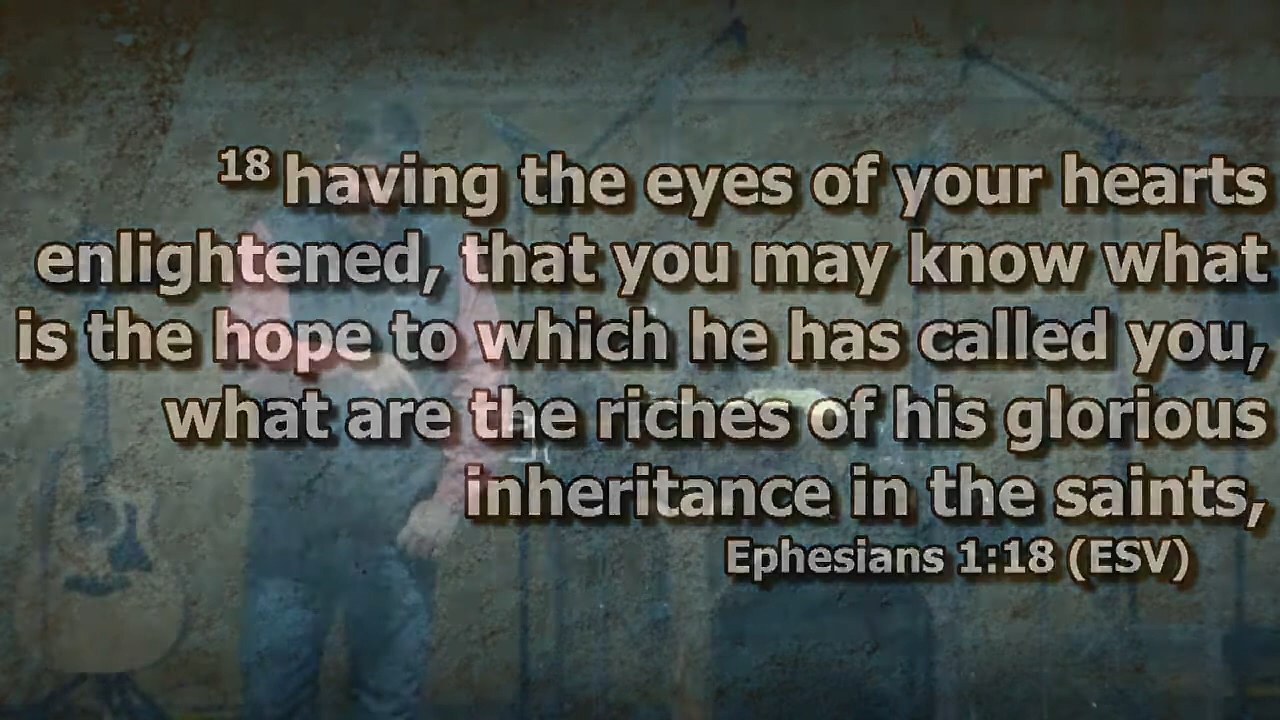 18 having the eyes of your hearts
enlightened, that you may know what
is the hope to which he has called you,
what are the riches of his glorious
inheritance in the saints,
Ephesians 1:18 (ESV)